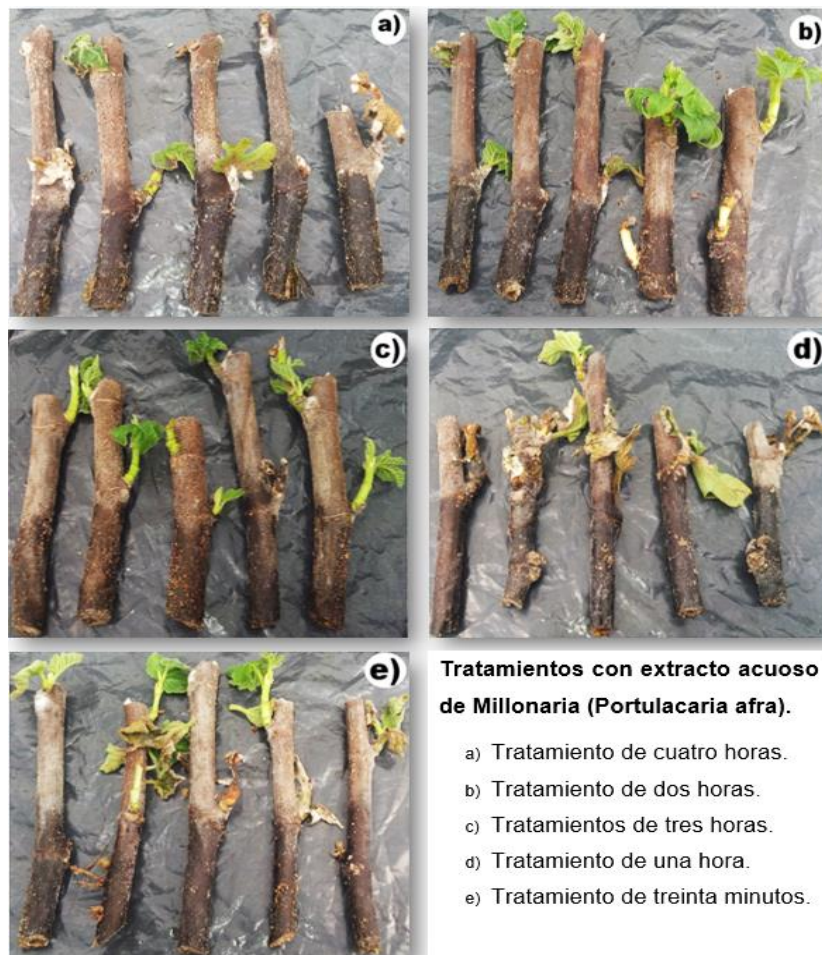 a)
b)
c)
d)
e)
Tratamientos con extracto acuoso
de Millonaria (Portulacaria afra).
a) Tratamiento de cuatro horas.
b) Tratamiento de dos horas.
c) Tratamientos de tres horas.
d) Tratamiento de una hora.
e) Tratamiento de treinta minutos.